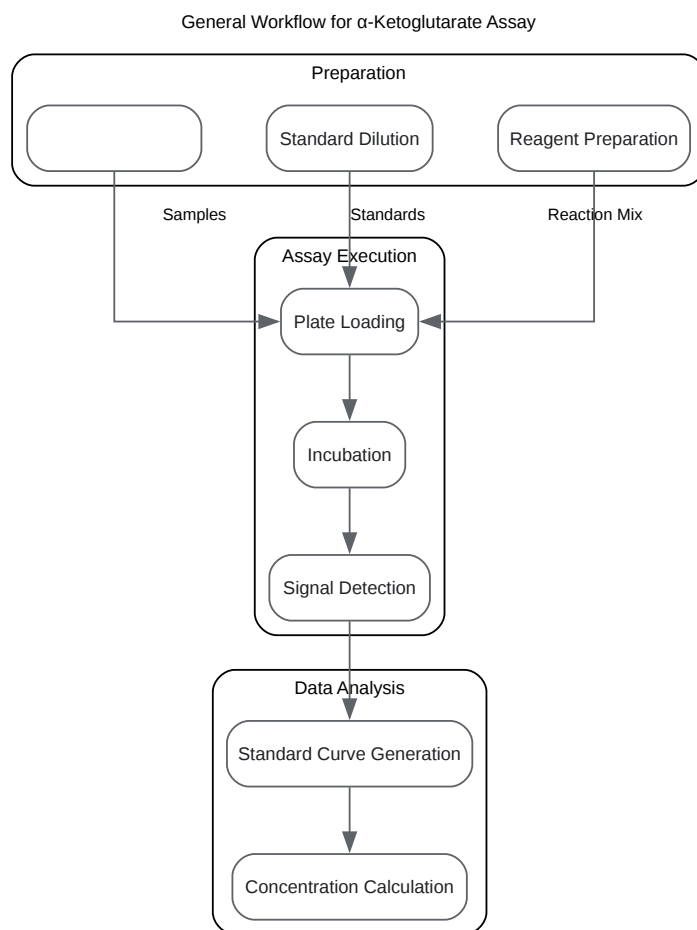 General Workflow for α-Ketoglutarate Assay
Preparation
Standard Dilution
Reagent Preparation
Samples
Standards
Reaction Mix
Assay Execution
Plate Loading
Incubation
Signal Detection
Data Analysis
Standard Curve Generation
Concentration Calculation